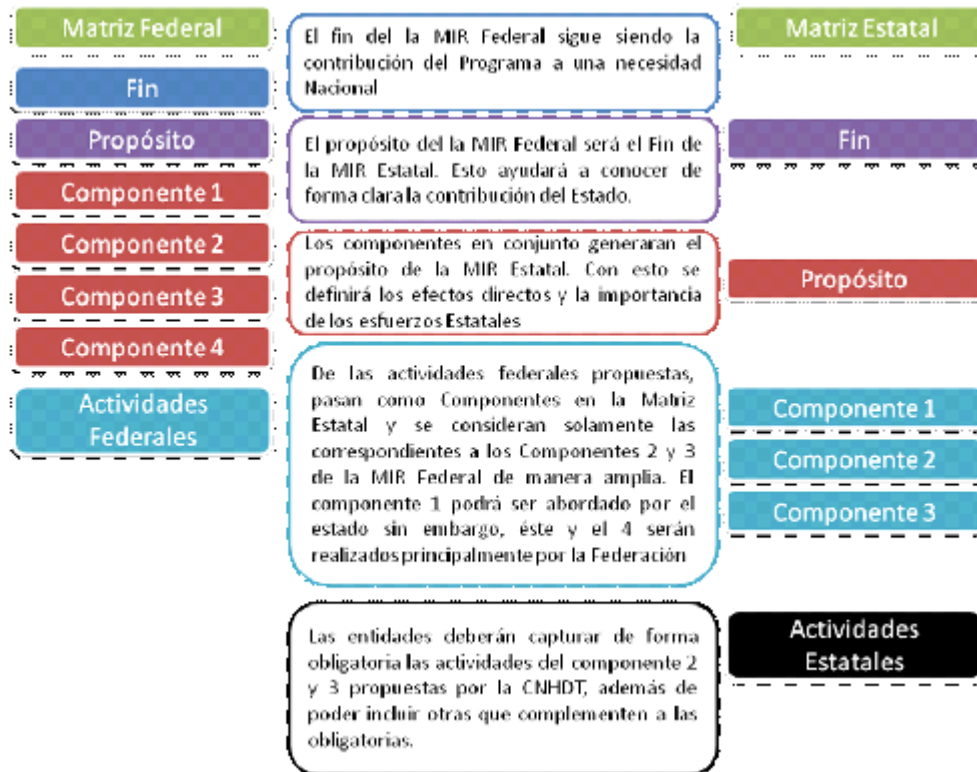 Matriz Federal
Fin
Propósito
Componente 1
Componente 2
Componente 3
Componente 4
Actividades
Federales
El fin del la MIR Federal sigue siendo la
contribución del Programa a una necesidad
Nacional
El propósito del la MIR Federal será el Fin de
la MIR Estatal. Esto ayudará a conocer de
forma clara la contribución del Estado.
Los componentes en conjunto generaran el
propósito de la MIR Estatal. Con esto se
definirá los efectos directos y la importancia
de los esfuerzos Estatales
De las actividades federales propuestas,
pasan como Componentes en la Matriz
Estatal y se consideran solamente las
correspondientes a los Componentes 2 y 3
de la MIR Federal de manera amplia. El
componente 1 podrá ser abordado por el
estado sin embargo, éste y el 4 serán
realizados principalmente por la Federación
Las entidades deberán capturar de forma
obligatoria las actividades del componente 2
y 3 propuestas por la CNHDT, además de
poder incluir otras que complementen a las
obligatorias.
Matriz Estatal
Fin
Propósito
Componente 1
Componente 2
Componente 3
Actividades
Estatales